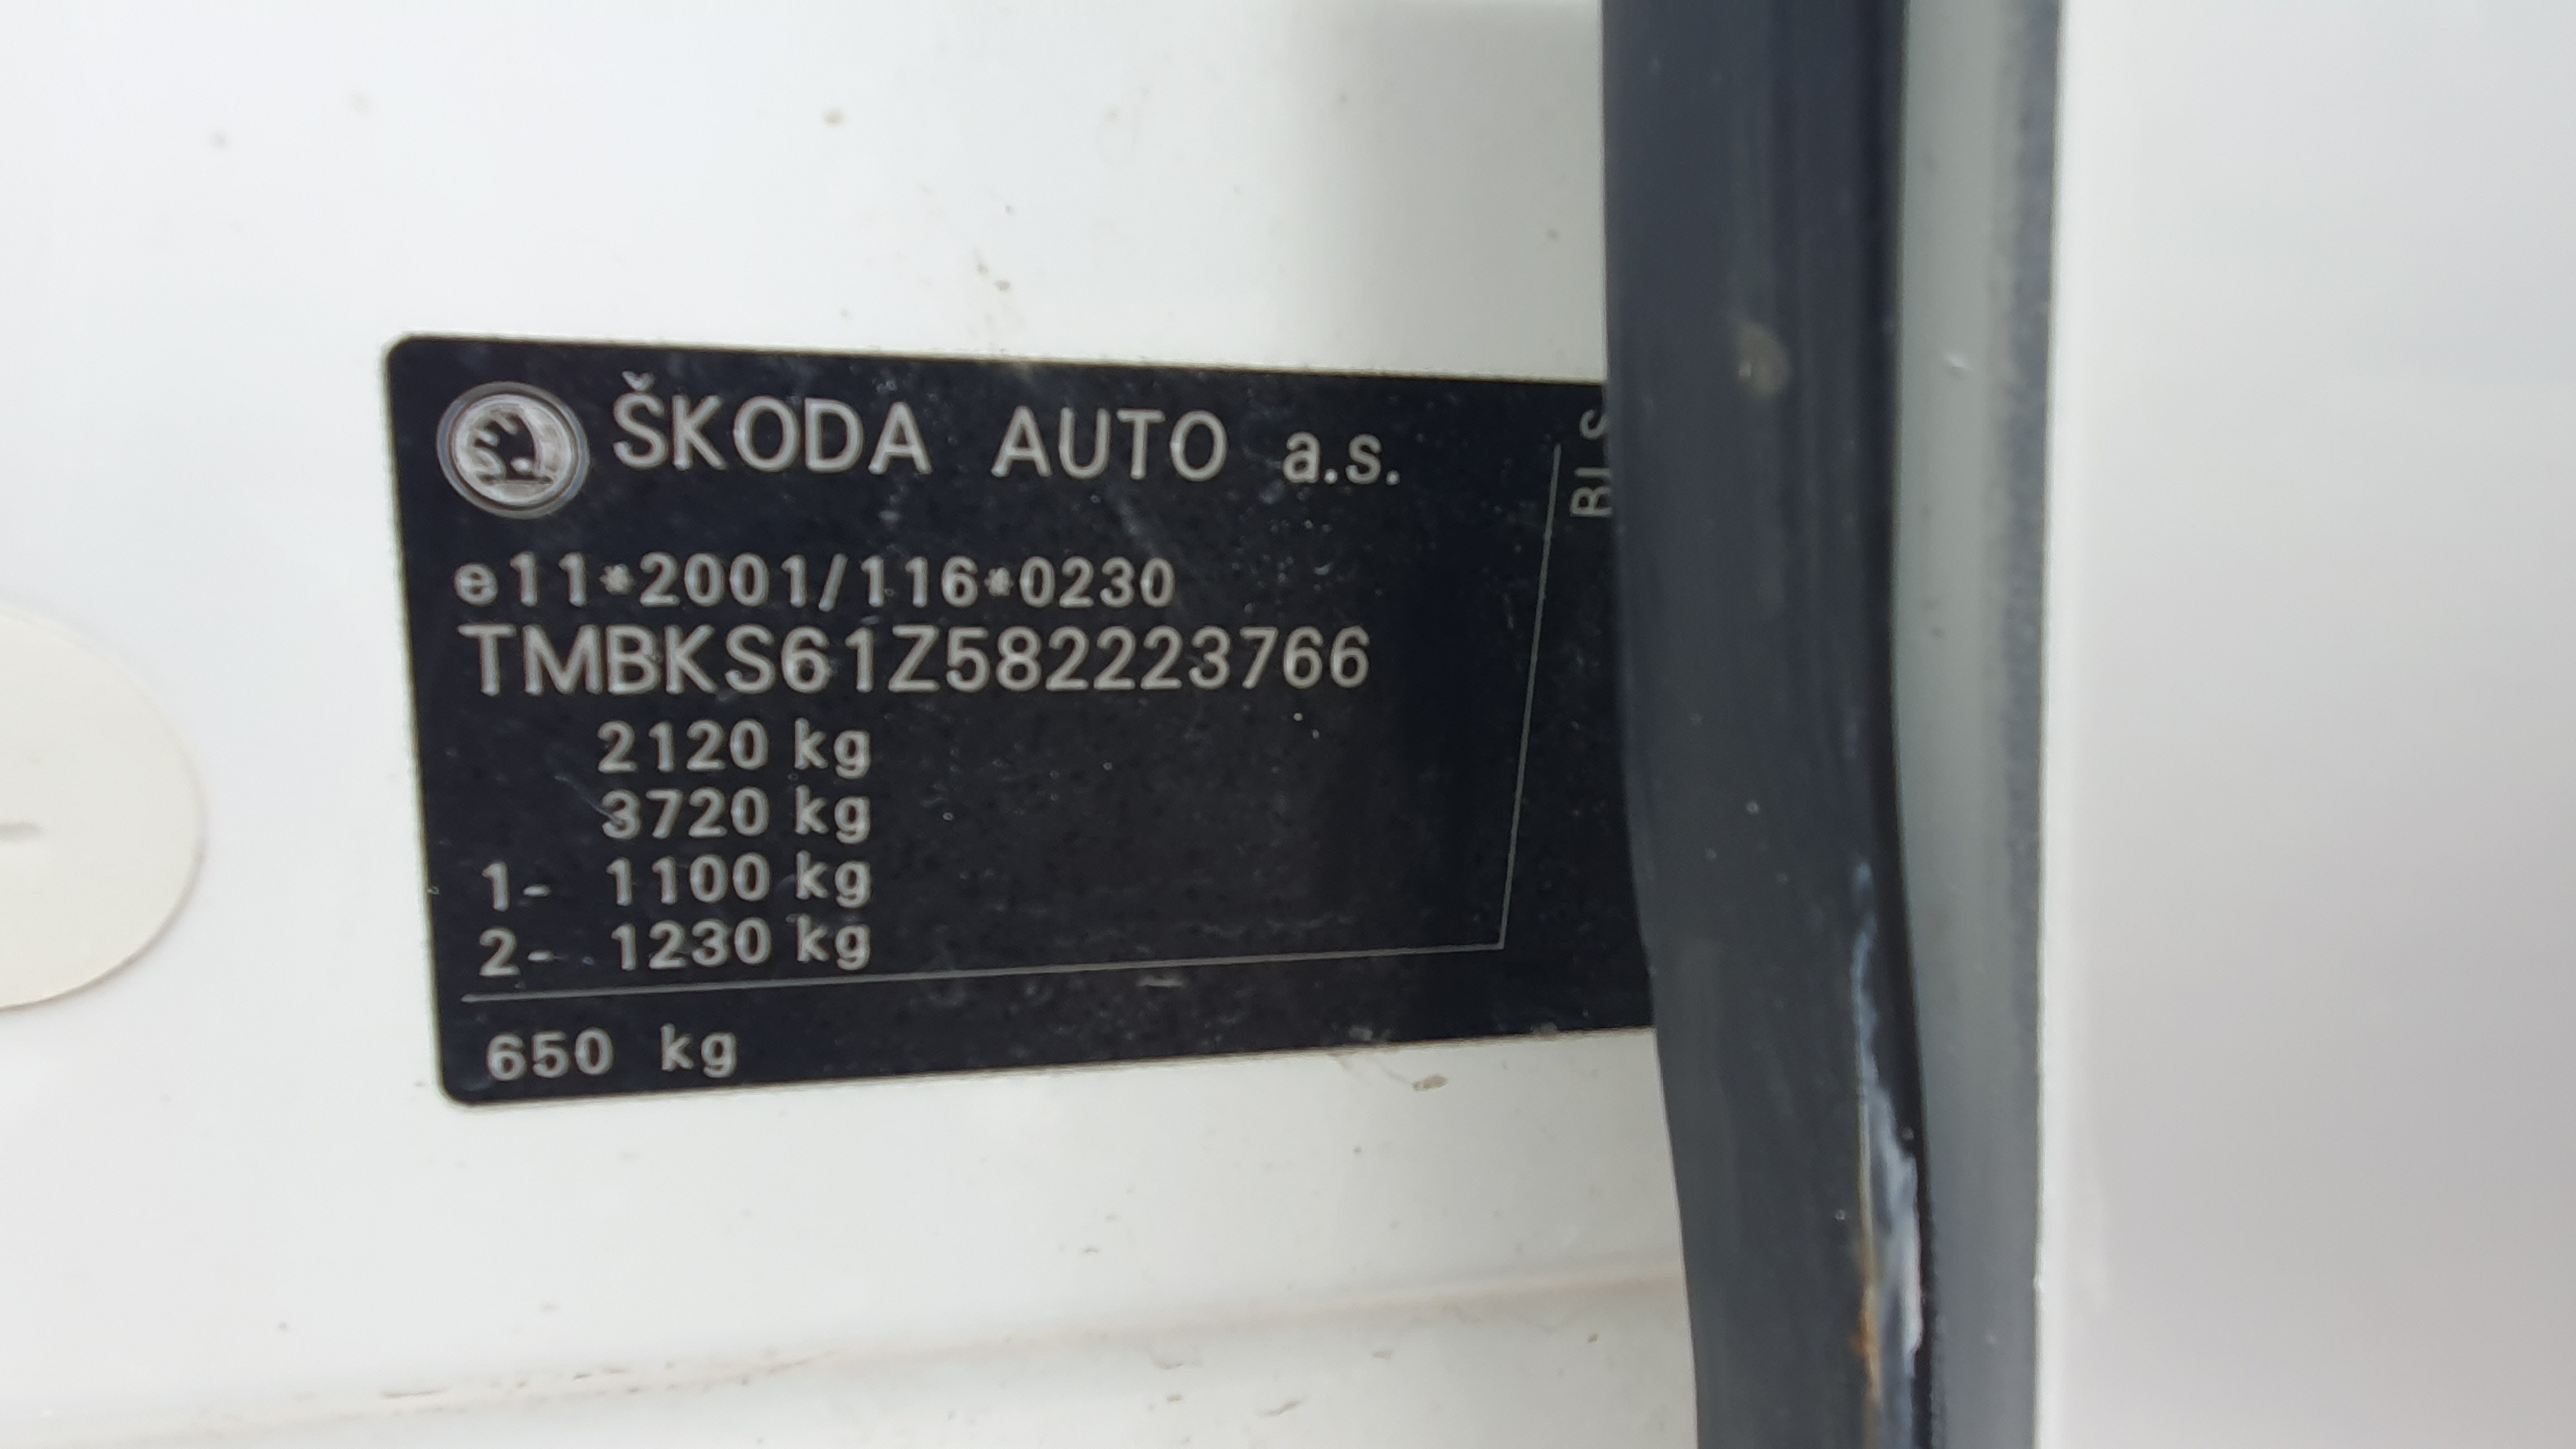 ŠKODA AUTO a.s.
e11*2001/116*0230
TMBKS61Z582223766
2120 kg
3720 kg
1- 1100 kg
2- 1230 kg
650 kg
BLS